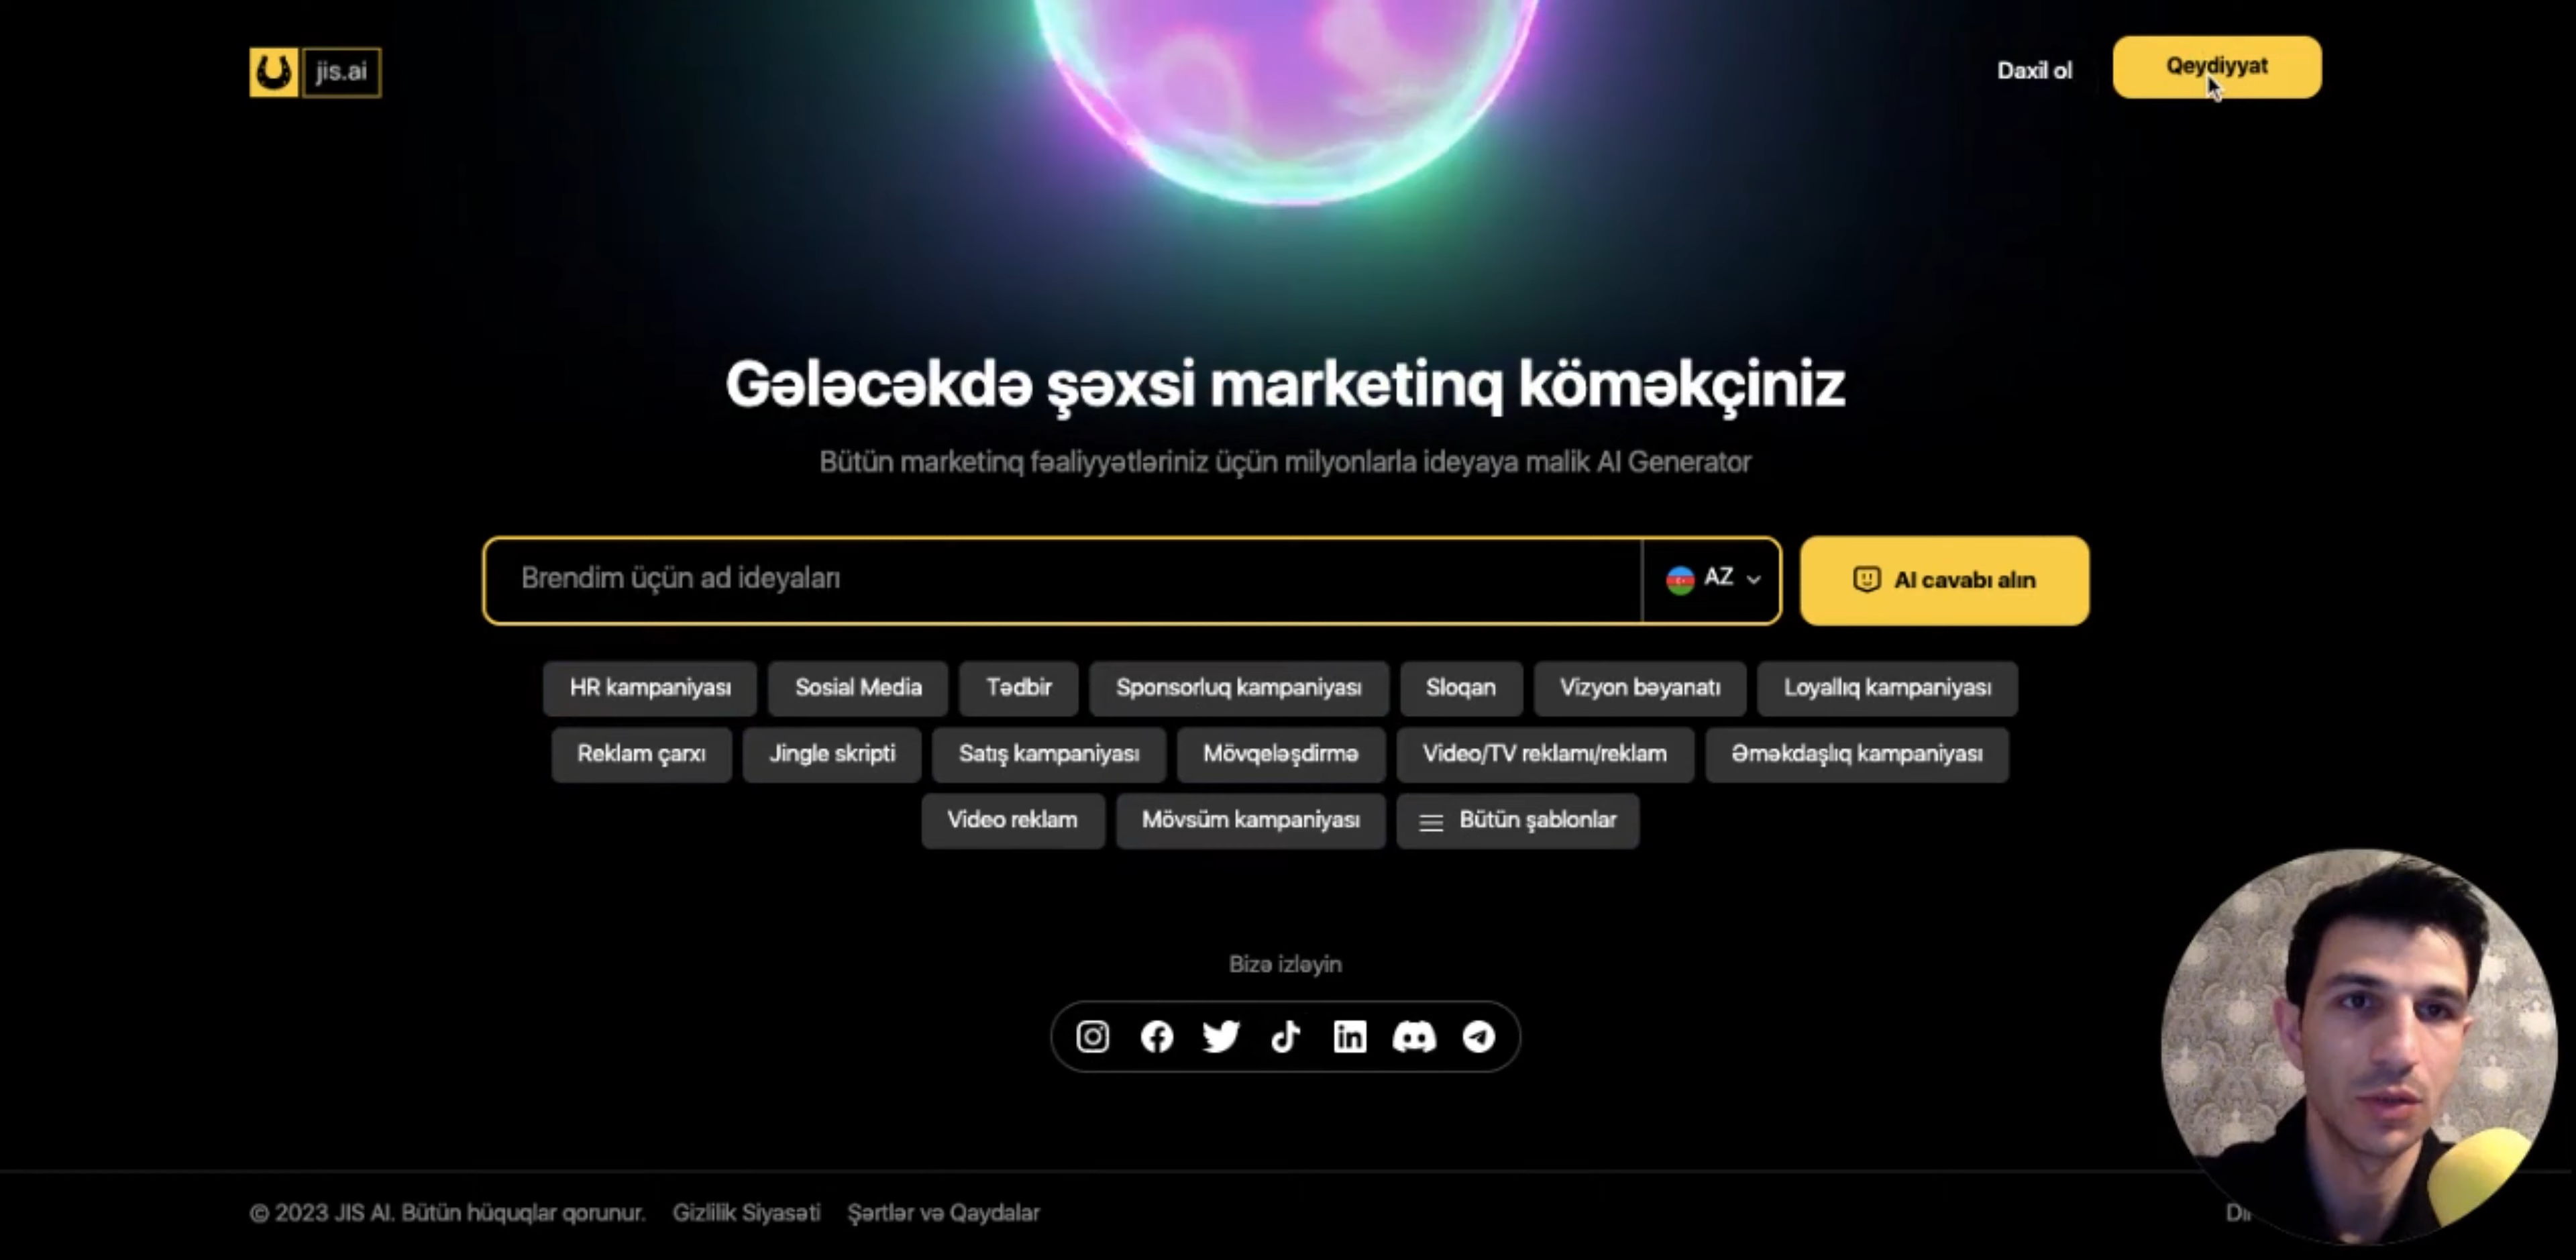 jis.ai
Daxil ol
Qeydiyyat
Gələcəkdə şəxsi marketinq köməkçiniz
Bütün marketinq fəaliyyətləriniz üçün milyonlarla ideyaya malik AI Generator
Brendim üçün ad ideyaları
AZ
AI cavabı alın
HR kampaniyası
Sosial Media
Tədbir
Sponsorluq kampaniyası
Sloqan
Vizyon bəyanatı
Loyallıq kampaniyası
Reklam çarxı
Jingle skripti
Satış kampaniyası
Mövqeləşdirmə
Video/TV reklamı/reklam
Əməkdaşlıq kampaniyası
Video reklam
Mövsüm kampaniyası
Bütün şablonlar
Bizə izləyin
© 2023 JIS AI. Bütün hüquqlar qorunur.
Gizlilik Siyasəti
Şərtlər və Qaydalar